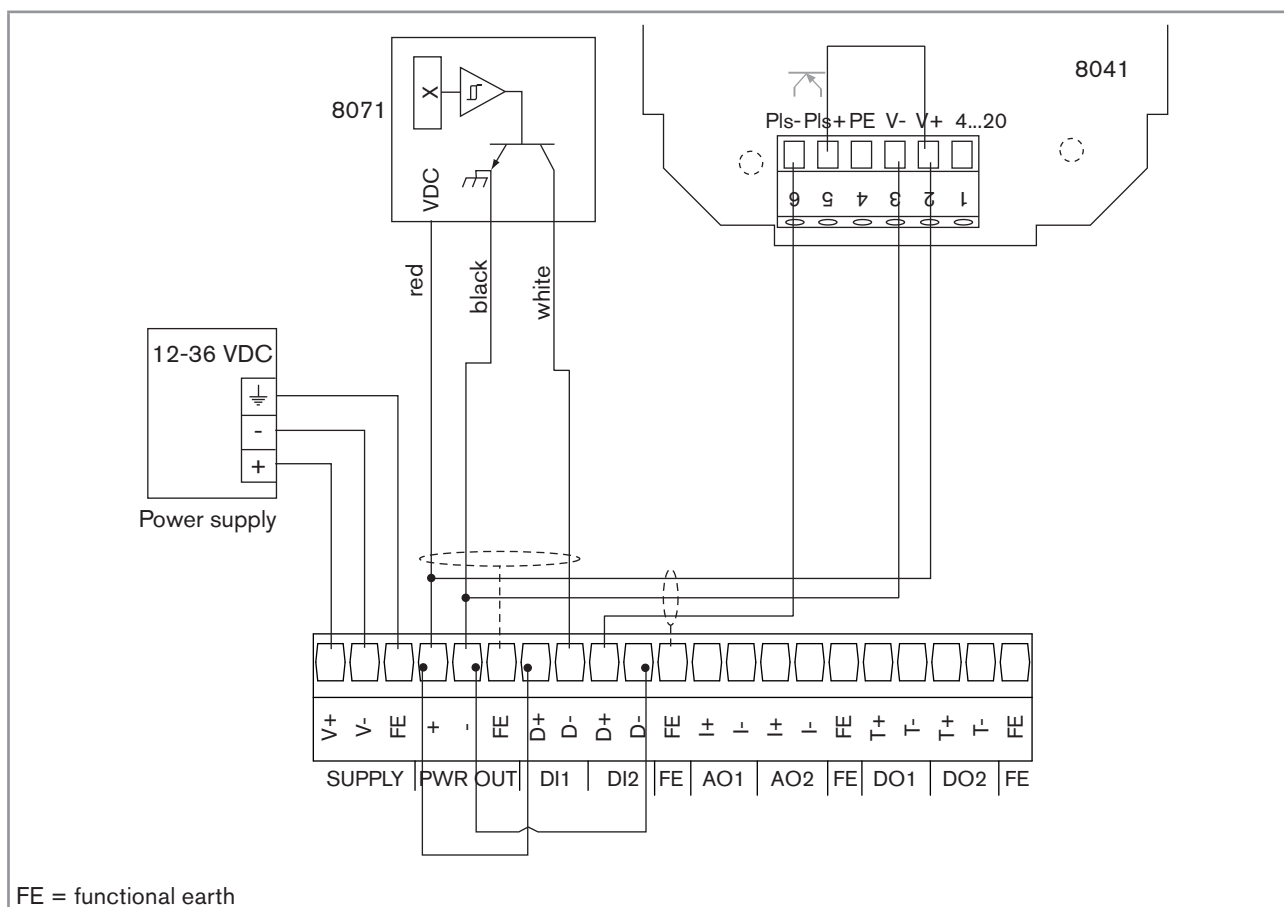 8071
X
VDC
red
black
white
8041
Pls- Pls+ PE V- V+ 4...20
6 5 4 3 2 1
12-36 VDC
-
+
Power supply
V+ V- FE + - FE D+ D- D+ D- FE I+ I- I+ I- FE T+ T- T+ T- FE
SUPPLY PWR OUT DI1 DI2 FE AO1 AO2 FE DO1 DO2 FE
FE = functional earth